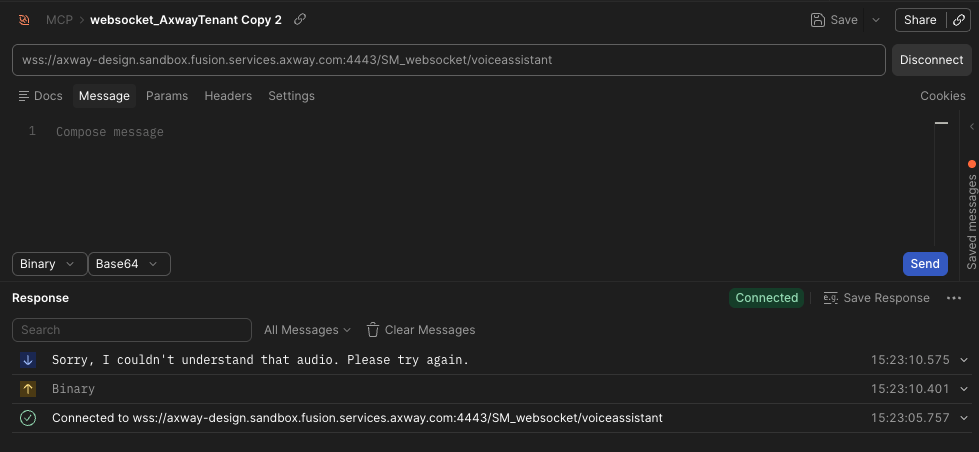 MCP > websocket_AxwayTenant Copy 2 Save Share
wss://axway-design.sandbox.fusion.services.axway.com:4443/SM_websocket/voiceassistant Disconnect
Docs Message Params Headers Settings Cookies
1 Compose message
Saved messages
Binary Base64 Send
Response Connected e.g. Save Response
Search All Messages Clear Messages
Sorry, I couldn't understand that audio. Please try again. 15:23:10.575
Binary 15:23:10.401
Connected to wss://axway-design.sandbox.fusion.services.axway.com:4443/SM_websocket/voiceassistant 15:23:05.757